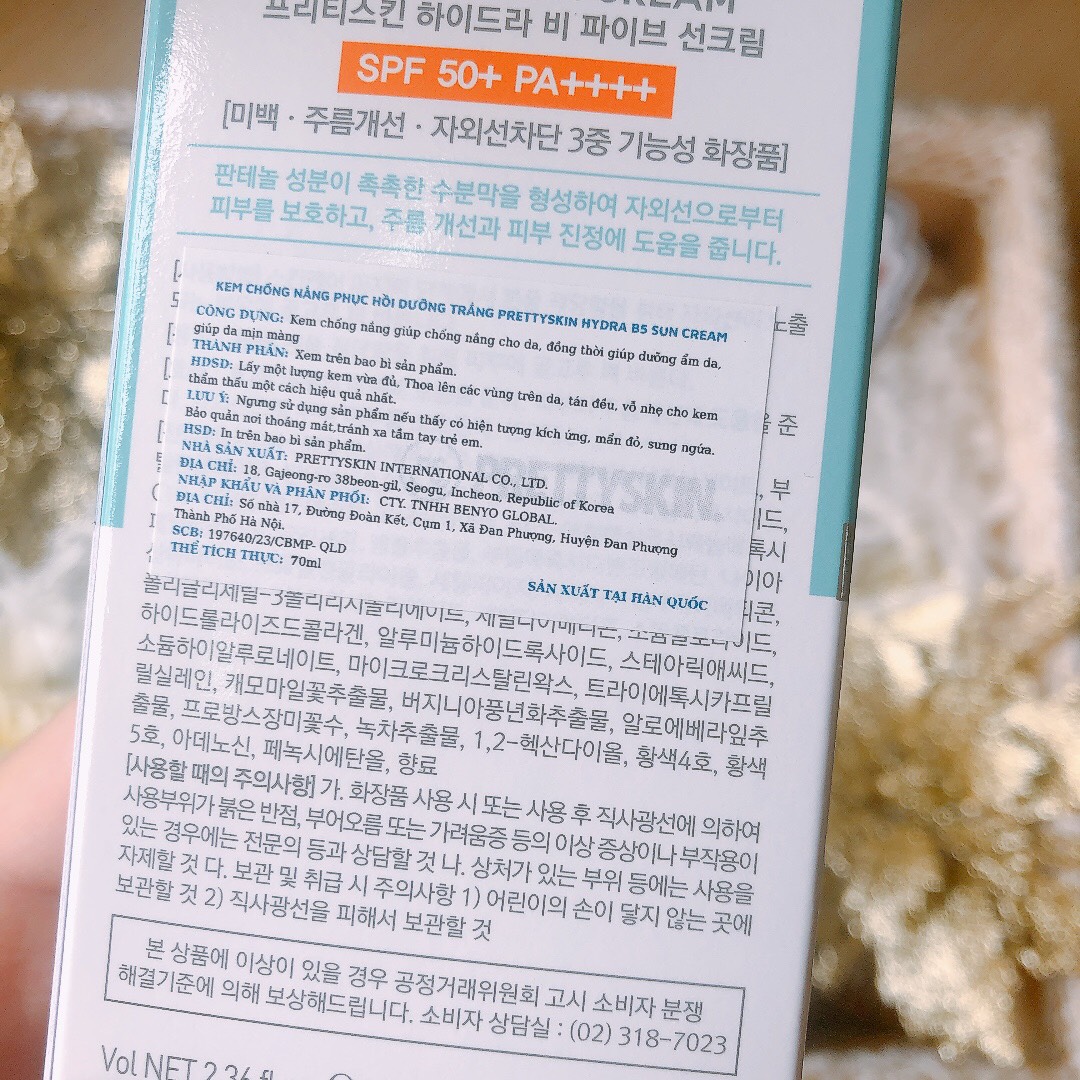 CREAM
프리티스킨 하이드라 비 파이브 선크림
SPF 50+ PA++++
[미백 · 주름개선 · 자외선차단 3중 기능성 화장품]
판테놀 성분이 촉촉한 수분막을 형성하여 자외선으로부터
피부를 보호하고, 주름 개선과 피부 진정에 도움을 줍니다.
노출
KEM CHỐNG NẮNG PHỤC HỒI DƯỠNG TRẮNG PRETTYSKIN HYDRA B5 SUN CREAM
CÔNG DỤNG: Kem chống nắng giúp chống nắng cho da, đồng thời giúp dưỡng ẩm da,
giúp da mịn màng
THÀNH PHẦN: Xem trên bao bì sản phẩm.
HDSD: Lấy một lượng kem vừa đủ, Thoa lên các vùng trên da, tán đều, vỗ nhẹ cho kem
thẩm thấu một cách hiệu quả nhất.
LƯU Ý: Ngưng sử dụng sản phẩm nếu thấy có hiện tượng kích ứng, mẩn đỏ, sưng ngứa.
Bảo quản nơi thoáng mát,tránh xa tầm tay trẻ em.
HSD: In trên bao bì sản phẩm.
NHÀ SẢN XUẤT: PRETTYSKIN INTERNATIONAL CO., LTD.
ĐỊA CHỈ: 18, Gajeong-ro 38beon-gil, Seogu, Incheon, Republic of Korea
NHẬP KHẨU VÀ PHÂN PHỐI: CTY. TNHH BENYO GLOBAL.
ĐỊA CHỈ: Số nhà 17, Đường Đoàn Kết, Cụm 1, Xã Đan Phượng, Huyện Đan Phượng
Thành Phố Hà Nội.
SCB: 197640/23/CBMP- QLD
THỂ TÍCH THỰC: 70ml
SẢN XUẤT TẠI HÀN QUỐC
PRETTYSKIN.
준
부
폴리글리세릴-3폴리리시놀리에이트,
하이드롤라이즈드콜라겐, 알루미늄하이드록사이드, 스테아릭애씨드,
소듐하이알루로네이트, 마이크로크리스탈린왁스, 트라이에톡시카프릴
릴실레인, 캐모마일꽃추출물, 버지니아풍년화추출물, 알로에베라잎추
출물, 프로방스장미꽃수, 녹차추출물, 1,2-헥산다이올, 황색4호, 황색
5호, 아데노신, 페녹시에탄올, 향료
[사용할 때의 주의사항] 가. 화장품 사용 시 또는 사용 후 직사광선에 의하여
사용부위가 붉은 반점, 부어오름 또는 가려움증 등의 이상 증상이나 부작용이
있는 경우에는 전문의 등과 상담할 것 나. 상처가 있는 부위 등에는 사용을
자제할 것 다. 보관 및 취급 시 주의사항 1) 어린이의 손이 닿지 않는 곳에
보관할 것 2) 직사광선을 피해서 보관할 것
본 상품에 이상이 있을 경우 공정거래위원회 고시 소비자 분쟁
해결기준에 의해 보상해드립니다. 소비자 상담실 : (02) 318-7023
Vol NET 2.36 fl